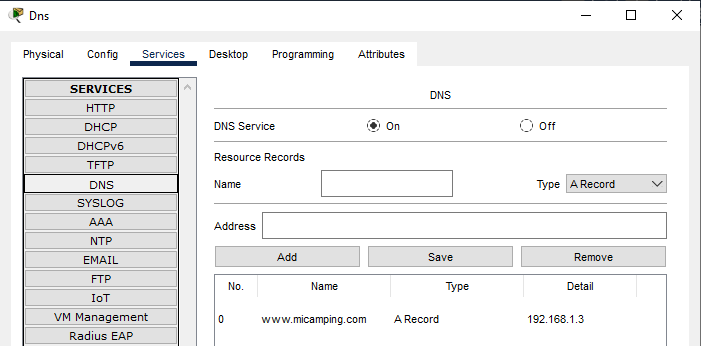 Dns
Physical Config Services Desktop Programming Attributes
SERVICES
HTTP
DHCP
DHCPv6
TFTP
DNS
SYSLOG
AAA
NTP
EMAIL
FTP
IoT
VM Management
Radius EAP
DNS
DNS Service On Off
Resource Records
Name Type A Record
Address
Add Save Remove
No. Name Type Detail
0 www.micamping.com A Record 192.168.1.3